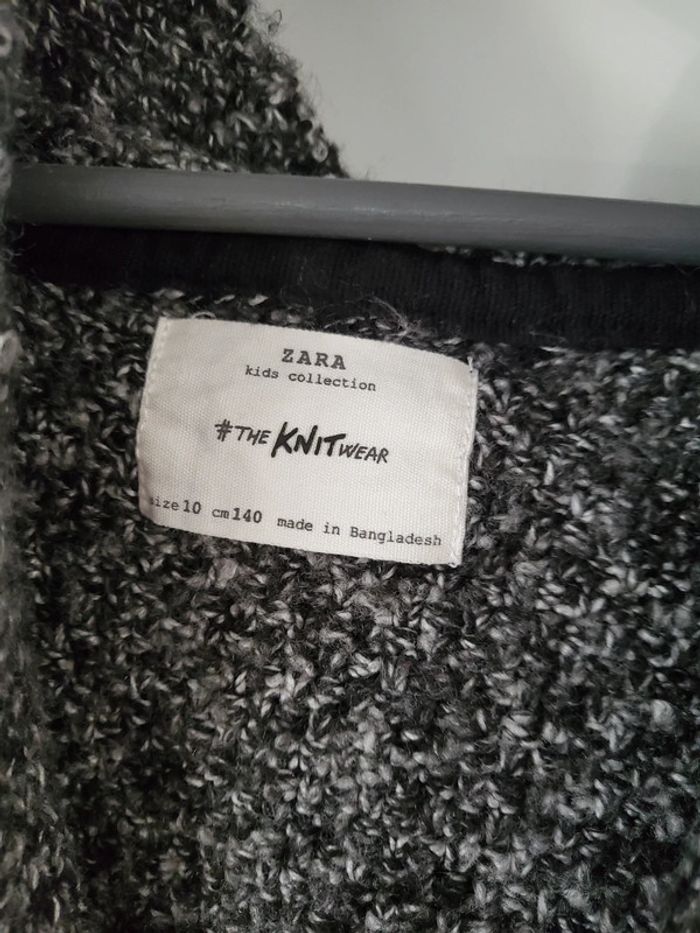 ZARA
kids collection
#THE KNITWEAR
size 10 cm 140 made in Bangladesh